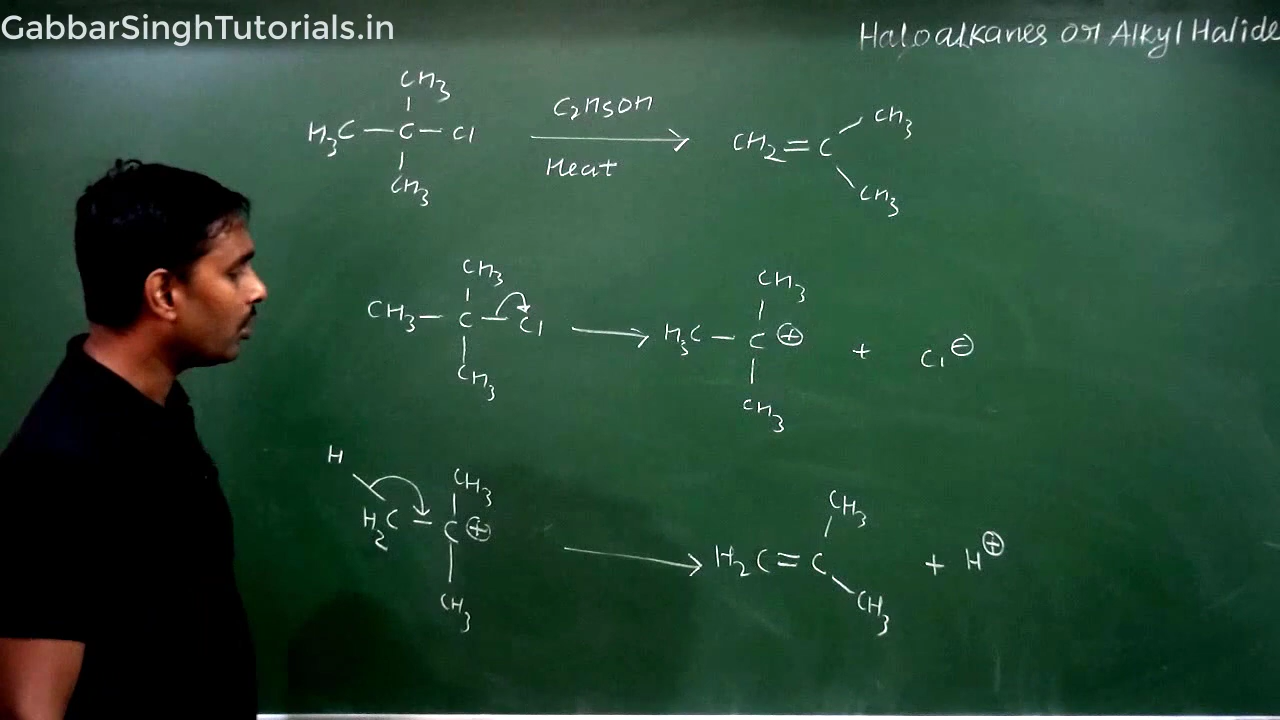 GabbarSinghTutorials.in
Haloalkanes or Alkyl Halide
CH3
H3C — C — Cl
CH3
C2H5OH
Heat
CH2 = C
CH3
CH3
CH3
CH3 — C — Cl
CH3
CH3
H3C — C ⊕ + Cl ⊖
CH3
H
CH3
H2C — C ⊕
CH3
CH3
H2C = C + H ⊕
CH3